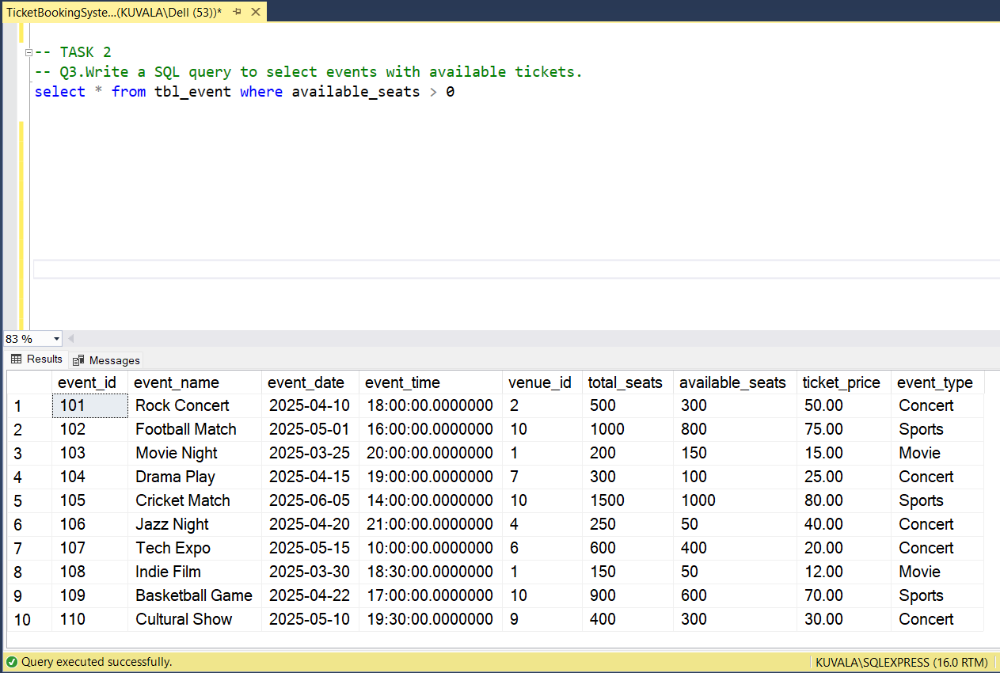 TicketBookingSyste...(KUVALA\Dell (53))*
-- TASK 2
-- Q3.Write a SQL query to select events with available tickets.
select * from tbl_event where available_seats > 0
83 %
Results Messages
event_id event_name event_date event_time venue_id total_seats available_seats ticket_price event_type
1 101 Rock Concert 2025-04-10 18:00:00.0000000 2 500 300 50.00 Concert
2 102 Football Match 2025-05-01 16:00:00.0000000 10 1000 800 75.00 Sports
3 103 Movie Night 2025-03-25 20:00:00.0000000 1 200 150 15.00 Movie
4 104 Drama Play 2025-04-15 19:00:00.0000000 7 300 100 25.00 Concert
5 105 Cricket Match 2025-06-05 14:00:00.0000000 10 1500 1000 80.00 Sports
6 106 Jazz Night 2025-04-20 21:00:00.0000000 4 250 50 40.00 Concert
7 107 Tech Expo 2025-05-15 10:00:00.0000000 6 600 400 20.00 Concert
8 108 Indie Film 2025-03-30 18:30:00.0000000 1 150 50 12.00 Movie
9 109 Basketball Game 2025-04-22 17:00:00.0000000 10 900 600 70.00 Sports
10 110 Cultural Show 2025-05-10 19:30:00.0000000 9 400 300 30.00 Concert
Query executed successfully. KUVALA\SQLEXPRESS (16.0 RTM)